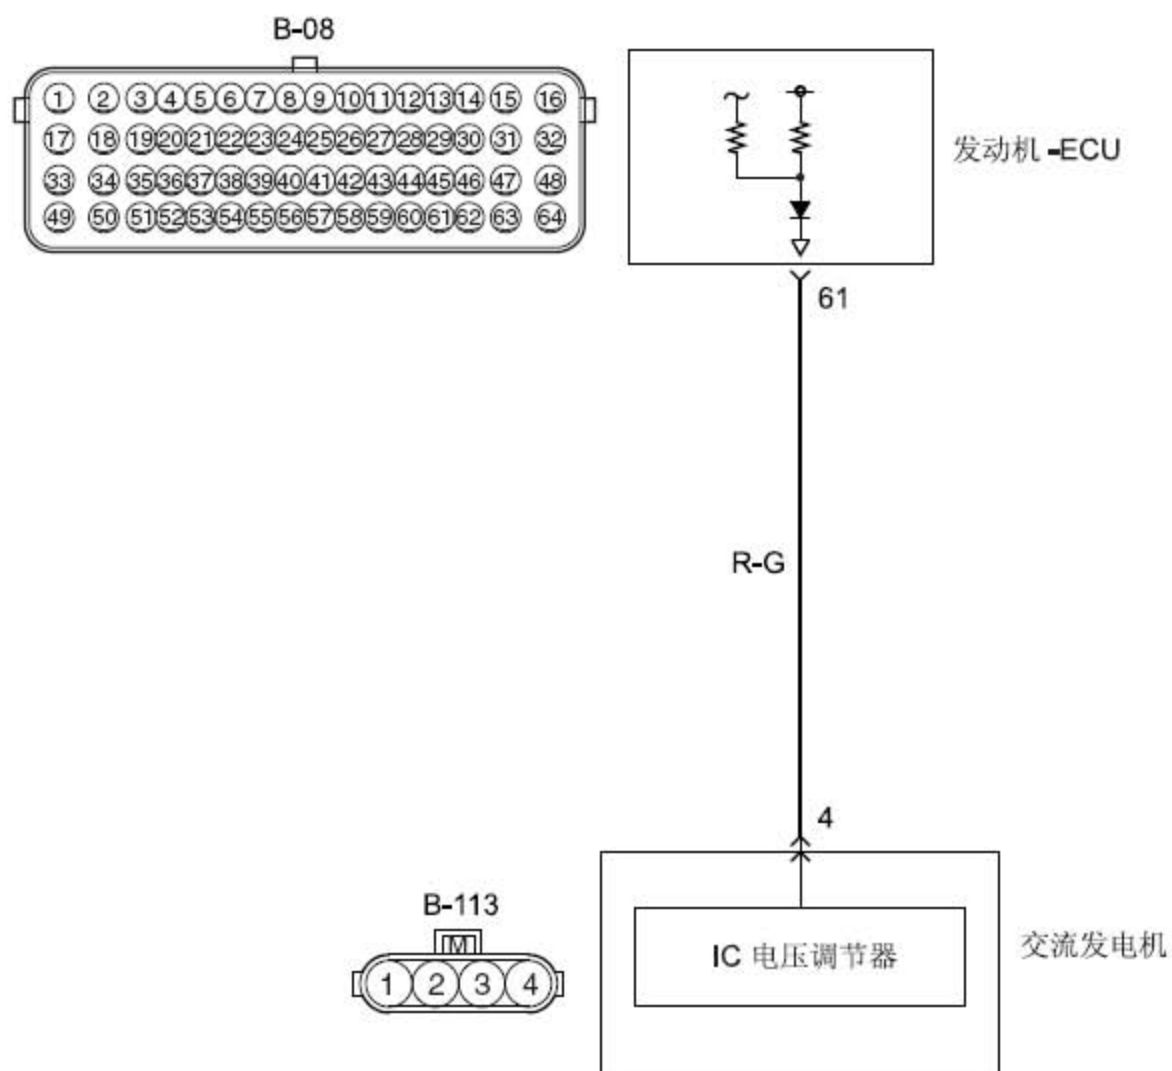 B-08
1 2 3 4 5 6 7 8 9 10 11 12 13 14 15 16
17 18 19 20 21 22 23 24 25 26 27 28 29 30 31 32
33 34 35 36 37 38 39 40 41 42 43 44 45 46 47 48
49 50 51 52 53 54 55 56 57 58 59 60 61 62 63 64
发动机-ECU
61
R-G
4
B-113
M
1 2 3 4
IC 电压调节器
交流发电机